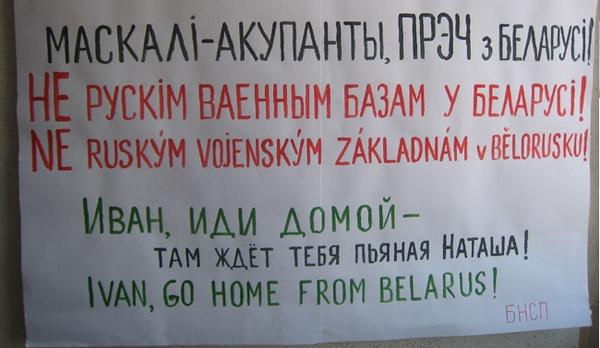 МАСКАЛІ-АКУПАНТЫ, ПРЭЧ з БЕЛАРУСІ!
НЕ РУСКІМ ВАЕННЫМ БАЗАМ У БЕЛАРУСІ!
NE RUSKÝM VOJENSKÝM ZÁKLADNÁM v BĚLORUSKU!
ИВАН, ИДИ ДОМОЙ –
ТАМ ЖДЁТ ТЕБЯ ПЬЯНАЯ НАТАША!
IVAN, GO HOME FROM BELARUS!
БНСП